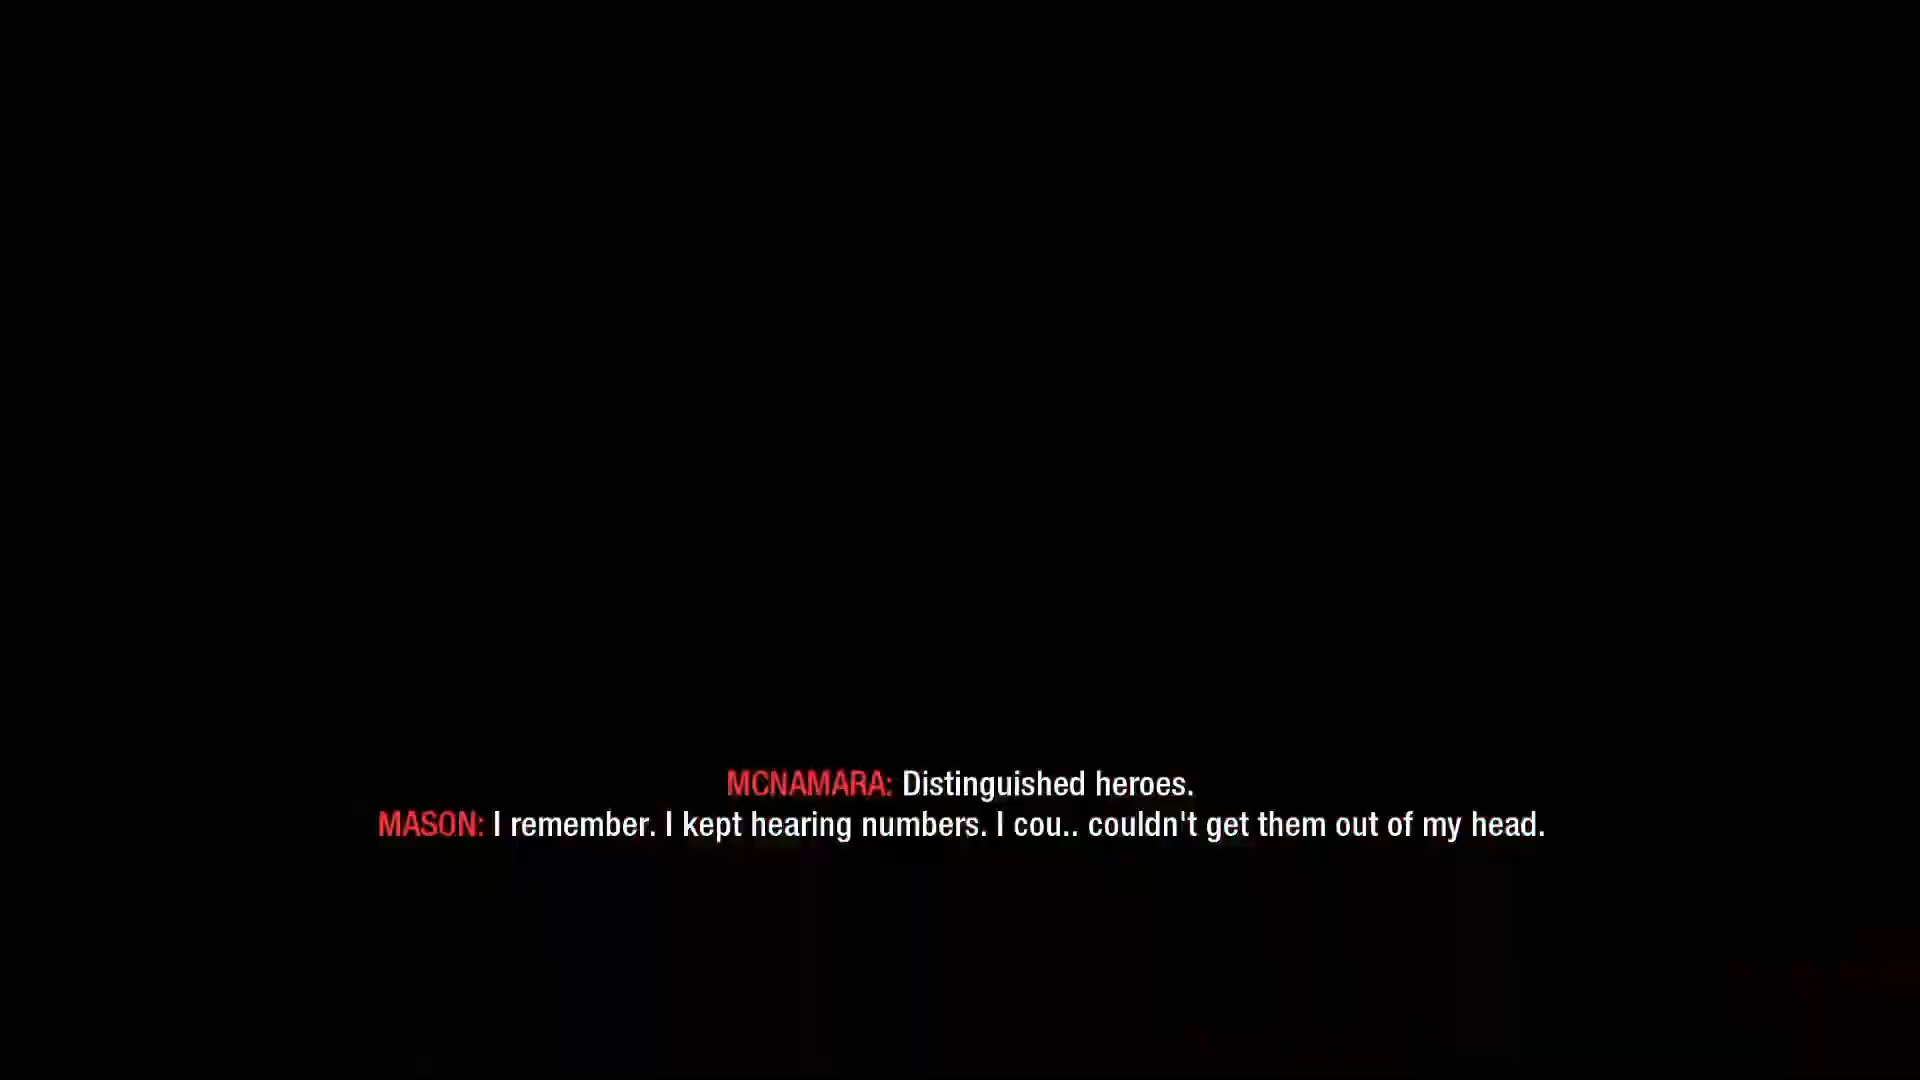 MCNAMARA: Distinguished heroes.
MASON: I remember. I kept hearing numbers. I cou.. couldn't get them out of my head.